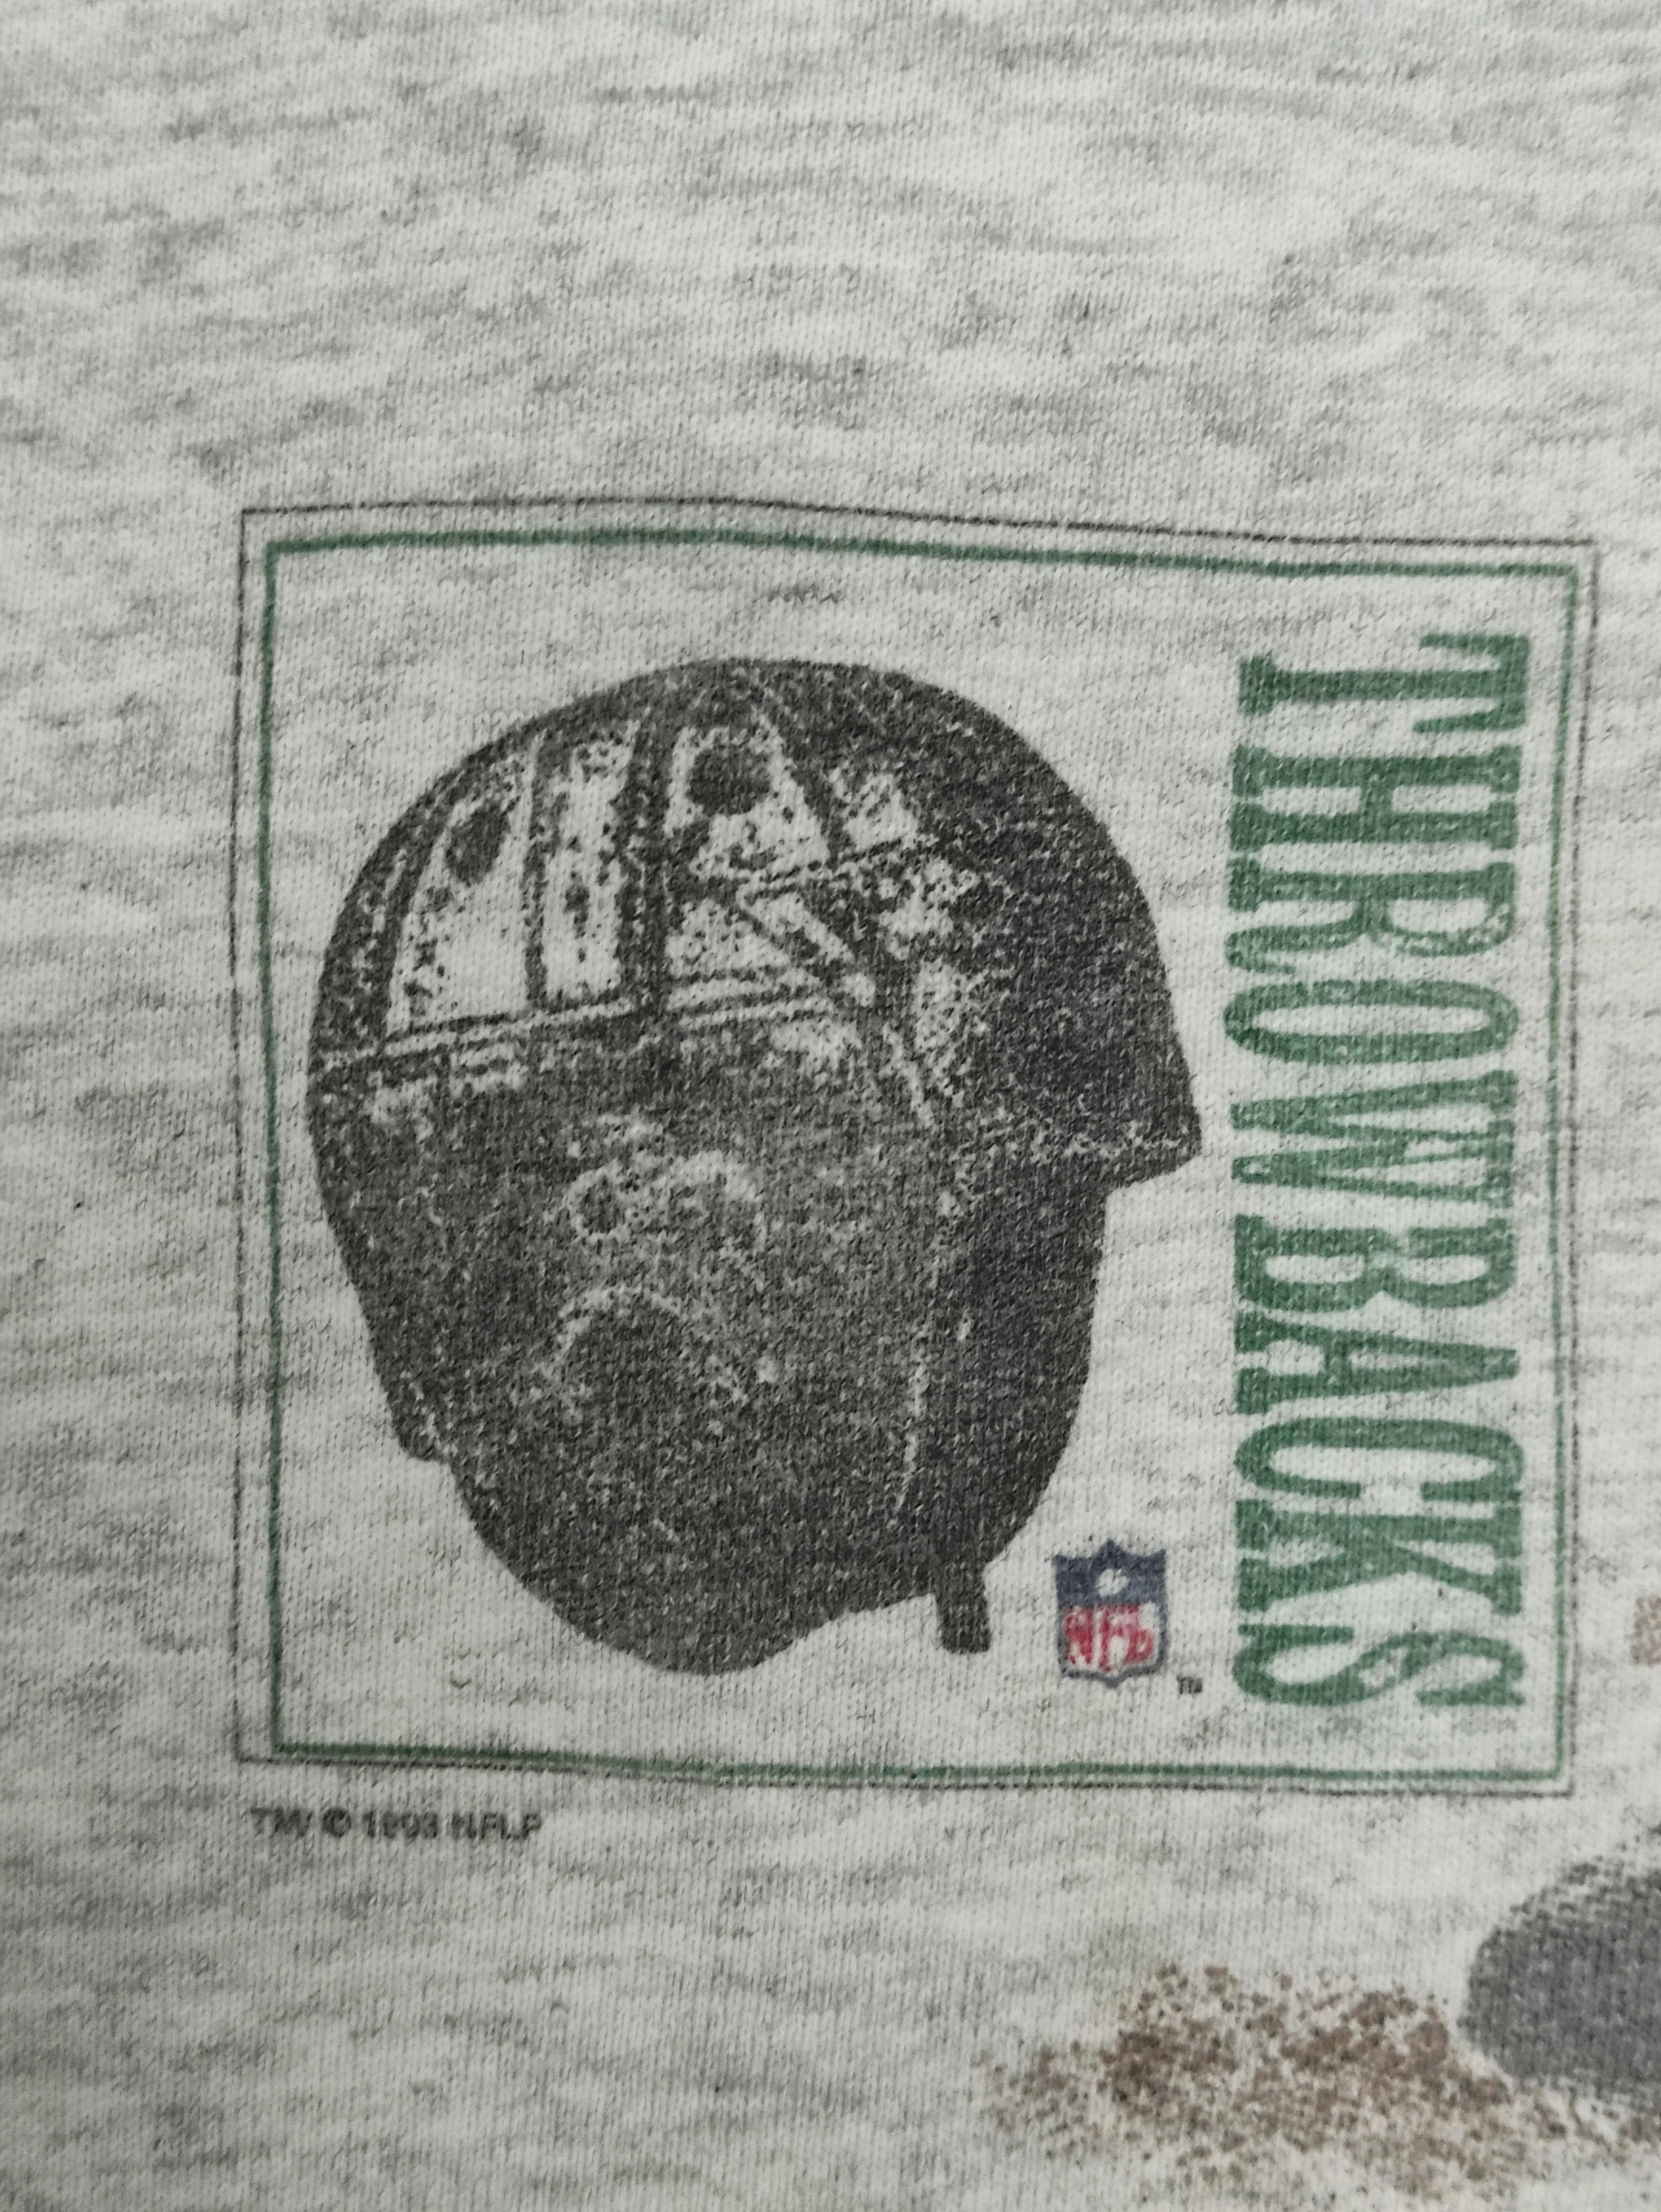 THROWBACKS
NFL
TM
TM © 1993 NFLP